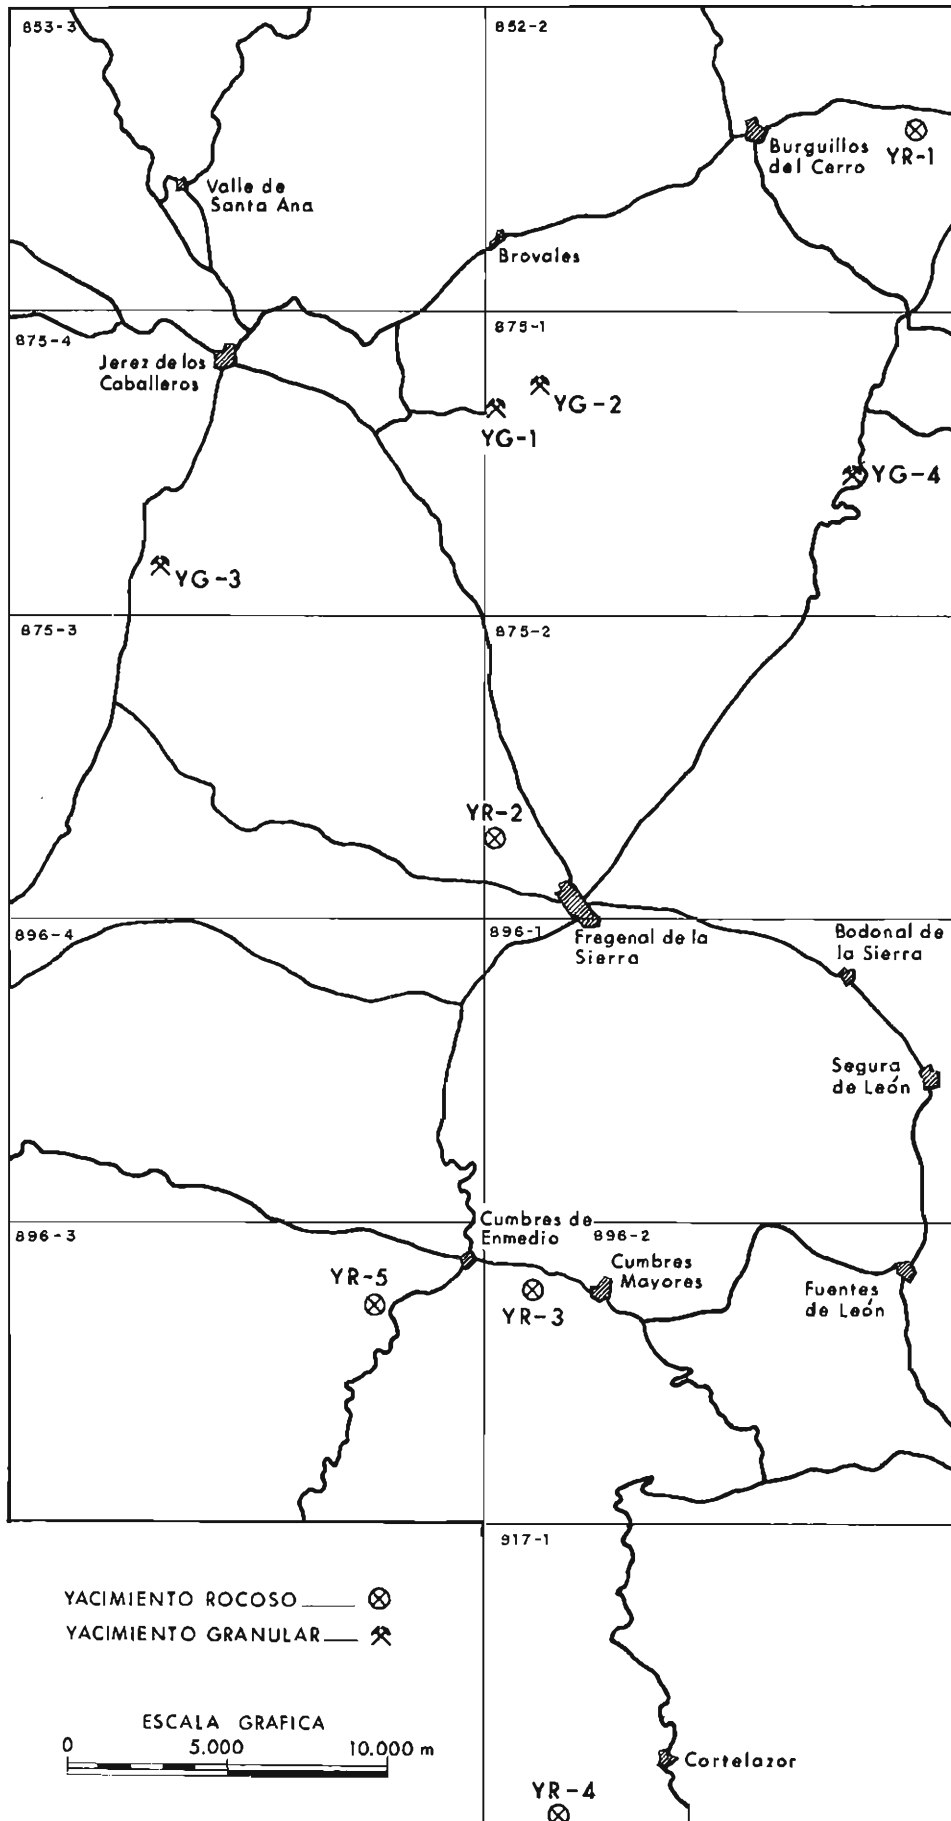 853-3
852-2
Burguillos
del Cerro
YR-1
Valle de
Santa Ana
Brovales
875-4
875-1
Jerez de los
Caballeros
YG-2
YG-1
YG-4
YG-3
875-3
875-2
YR-2
896-4
896-1
Fregenal de la
Sierra
Bodonal de
la Sierra
Segura
de León
896-3
Cumbres de
Enmedio
896-2
Cumbres
Mayores
YR-5
YR-3
Fuentes
de León
917-1
YACIMIENTO ROCOSO
YACIMIENTO GRANULAR
ESCALA GRAFICA
0 5.000 10.000 m
Cortelazor
YR-4